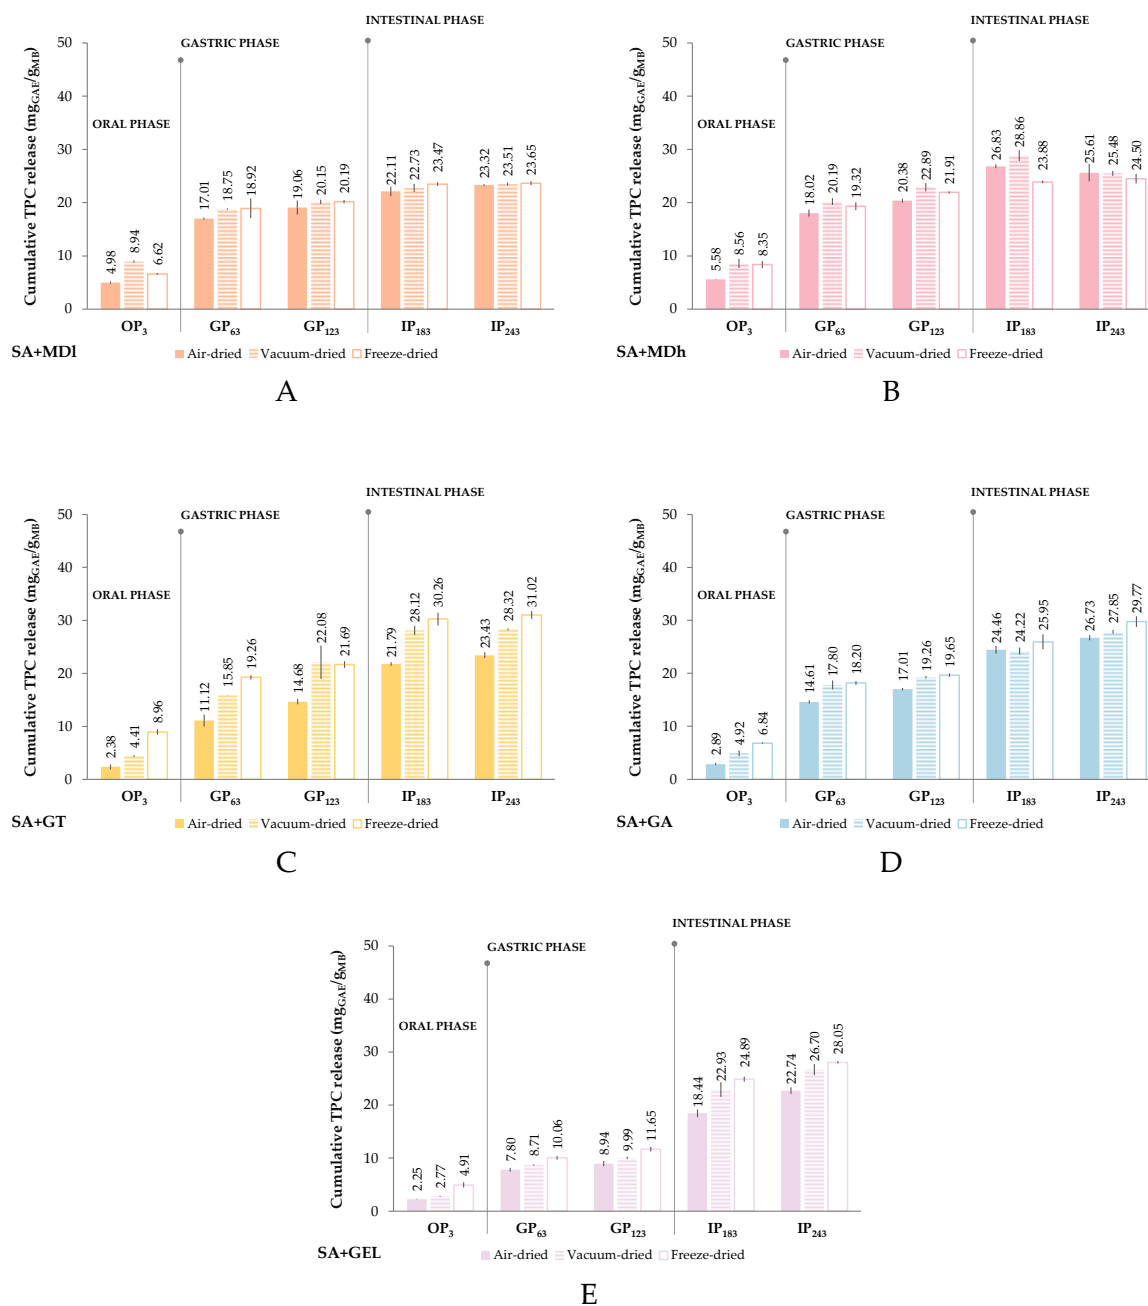 INTESTINAL PHASE
GASTRIC PHASE
ORAL PHASE
Cumulative TPC release (mgGAE/gMB)
50
40
30
20
10
0
4.98 8.94 6.62
17.01 18.75 18.92
19.06 20.15 20.19
22.11 22.73 23.47
23.32 23.51 23.65
OP3 GP63 GP123 IP183 IP243
SA+MDl
Air-dried Vacuum-dried Freeze-dried
A
INTESTINAL PHASE
GASTRIC PHASE
ORAL PHASE
Cumulative TPC release (mgGAE/gMB)
50
40
30
20
10
0
5.58 8.56 8.35
18.02 20.19 19.32
20.38 22.89 21.91
26.83 28.86 23.88
25.61 25.48 24.50
OP3 GP63 GP123 IP183 IP243
SA+MDh
Air-dried Vacuum-dried Freeze-dried
B
INTESTINAL PHASE
GASTRIC PHASE
ORAL PHASE
Cumulative TPC release (mgGAE/gMB)
50
40
30
20
10
0
2.38 4.41 8.96
11.12 15.85 19.26
14.68 22.08 21.69
21.79 28.12 30.26
23.43 28.32 31.02
OP3 GP63 GP123 IP183 IP243
SA+GT
Air-dried Vacuum-dried Freeze-dried
C
INTESTINAL PHASE
GASTRIC PHASE
ORAL PHASE
Cumulative TPC release (mgGAE/gMB)
50
40
30
20
10
0
2.89 4.92 6.84
14.61 17.80 18.20
17.01 19.26 19.65
24.46 24.22 25.95
26.73 27.85 29.77
OP3 GP63 GP123 IP183 IP243
SA+GA
Air-dried Vacuum-dried Freeze-dried
D
INTESTINAL PHASE
GASTRIC PHASE
ORAL PHASE
Cumulative TPC release (mgGAE/gMB)
50
40
30
20
10
0
2.25 2.77 4.91
7.80 8.71 10.06
8.94 9.99 11.65
18.44 22.93 24.89
22.74 26.70 28.05
OP3 GP63 GP123 IP183 IP243
SA+GEL
Air-dried Vacuum-dried Freeze-dried
E